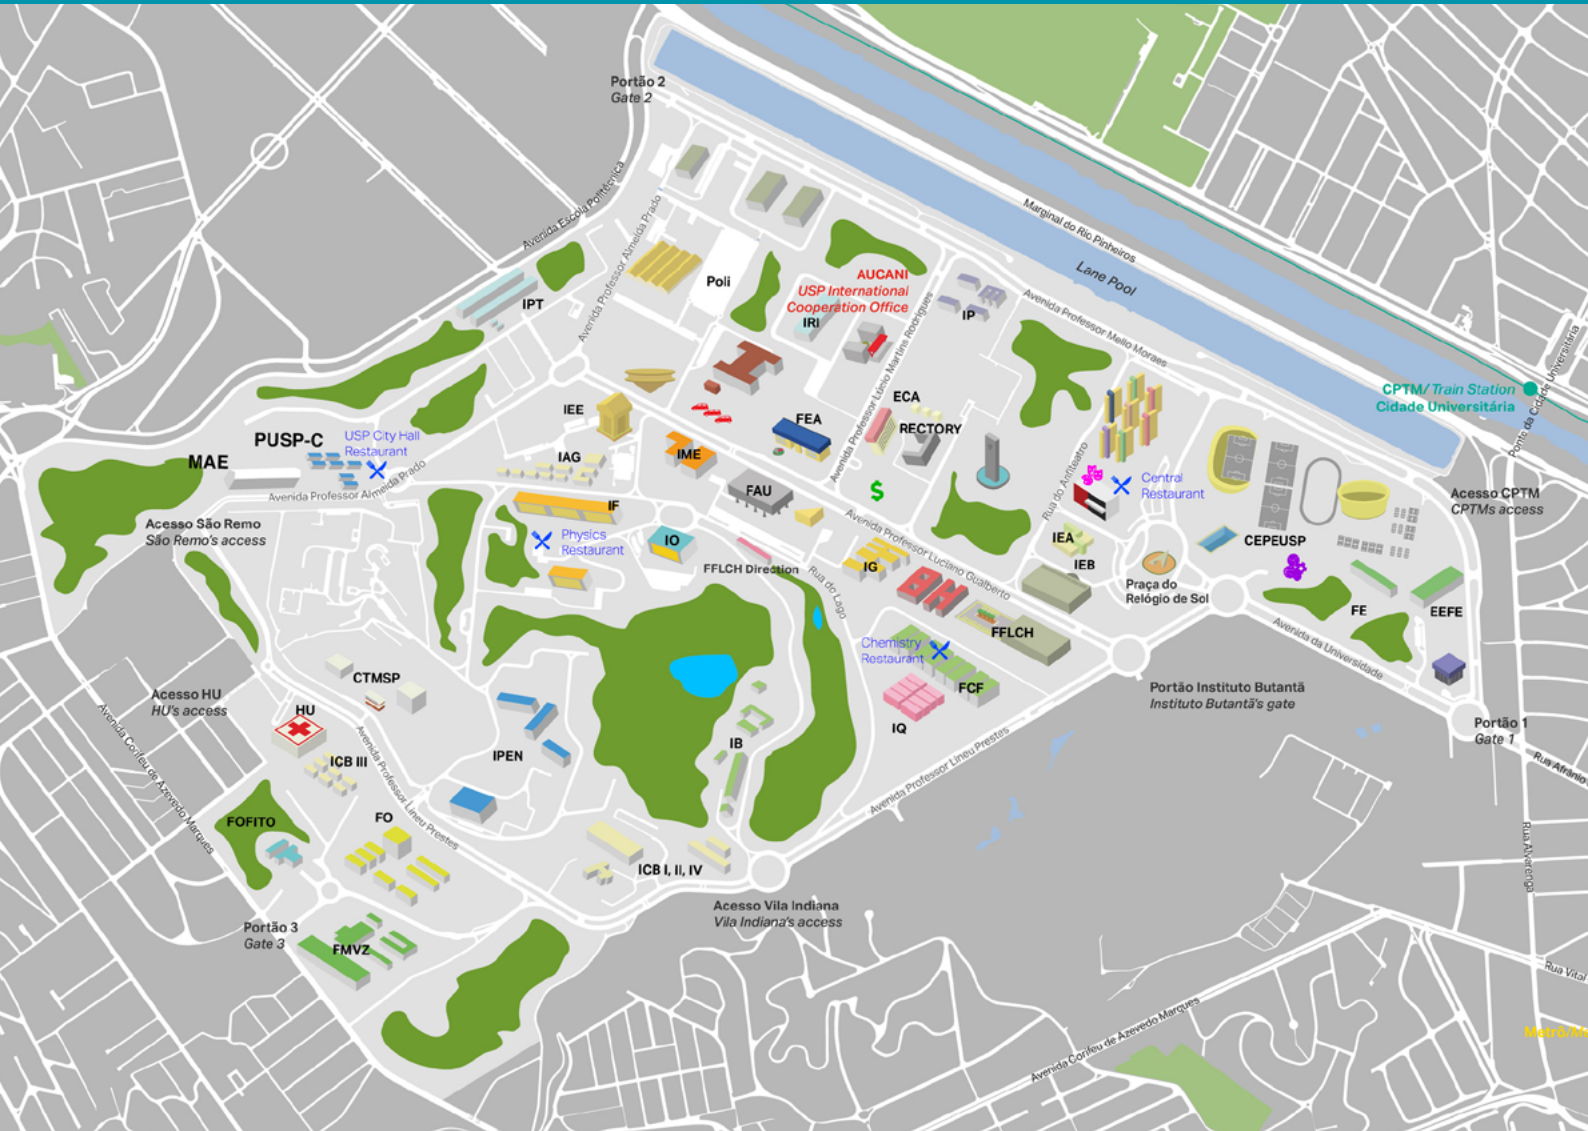 Portão 2
Gate 2
Avenida Escola Politécnica
Avenida Professor Almeida Prado
Marginal do Rio Pinheiros
Lane Pool
Poli
IPT
AUCANI
USP International
Cooperation Office
IRI
IP
Avenida Professor Mello Moraes
Avenida Professor Lúcio Martins Rodrigues
CPTM/Train Station
Cidade Universitária
Ponte da Cidade Universitária
ECA
RECTORY
FEA
IEE
IME
IAG
FAU
$
PUSP-C
USP City Hall
Restaurant
MAE
Avenida Professor Almeida Prado
Acesso São Remo
São Remo's access
IF
Physics
Restaurant
IO
FFLCH Direction
Rua do Lago
Avenida Professor Luciano Gualberto
IG
Rua do Anfiteatro
Central
Restaurant
IEA
IEB
Praça do
Relógio de Sol
CEPEUSP
Acesso CPTM
CPTMs access
FE
EEFE
Avenida da Universidade
FFLCH
Chemistry
Restaurant
FCF
IQ
Portão Instituto Butantã
Instituto Butantã's gate
Portão 1
Gate 1
Rua Afrânio
Rua Alvarenga
CTMSP
Acesso HU
HU's access
HU
ICB III
Avenida Corifeu de Azevedo Marques
Avenida Professor Lineu Prestes
IPEN
IB
Avenida Professor Lineu Prestes
FOFITO
FO
ICB I, II, IV
Acesso Vila Indiana
Vila Indiana's access
Portão 3
Gate 3
FMVZ
Rua Vital
Avenida Corifeu de Azevedo Marques
Metrô/Me